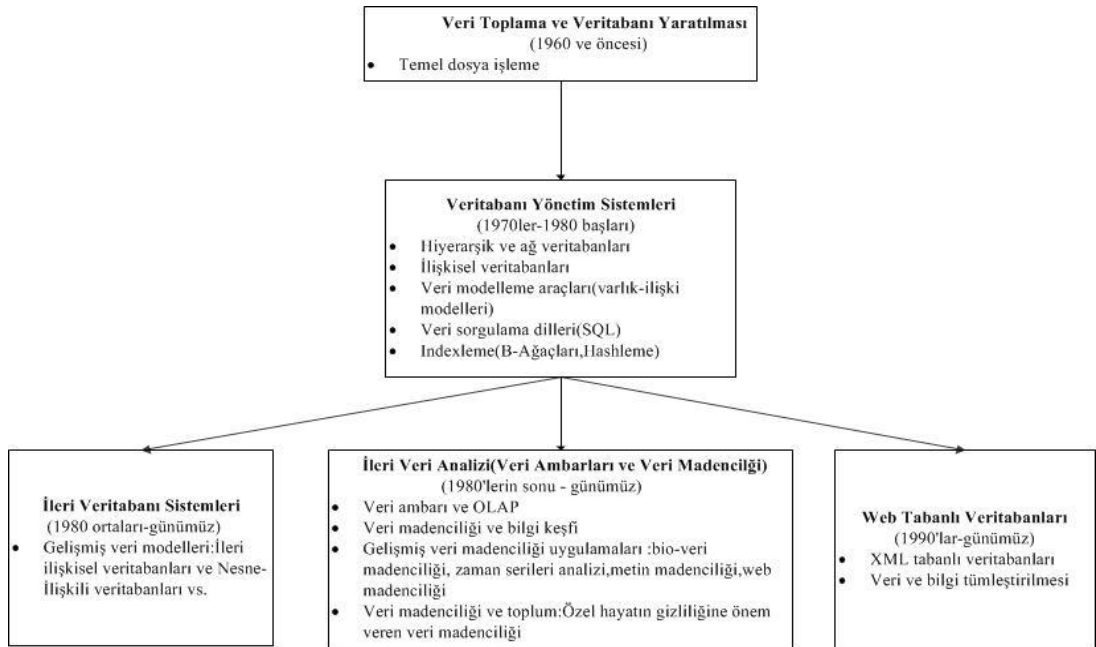 Veri Toplama ve Veritabanı Yaratılması
(1960 ve öncesi)
• Temel dosya işleme
Veritabanı Yönetim Sistemleri
(1970ler-1980 başları)
• Hiyerarşik ve ağ veritabanları
• İlişkisel veritabanları
• Veri modelleme araçları(varlık-ilişki
modelleri)
• Veri sorgulama dilleri(SQL)
• Indexleme(B-Ağaçları,Hashleme)
İleri Veritabanı Sistemleri
(1980 ortaları-günümüz)
• Gelişmiş veri modelleri:İleri
ilişkisel veritabanları ve Nesne-
İlişkili veritabanları vs.
İleri Veri Analizi(Veri Ambarları ve Veri Madencilği)
(1980'lerin sonu - günümüz)
• Veri ambarı ve OLAP
• Veri madenciliği ve bilgi keşfi
• Gelişmiş veri madenciliği uygulamaları :bio-veri
madenciliği, zaman serileri analizi,metin madenciliği,web
madenciliği
• Veri madenciliği ve toplum:Özel hayatın gizliliğine önem
veren veri madenciliği
Web Tabanlı Veritabanları
(1990'lar-günümüz)
• XML tabanlı veritabanları
• Veri ve bilgi tümleştirilmesi